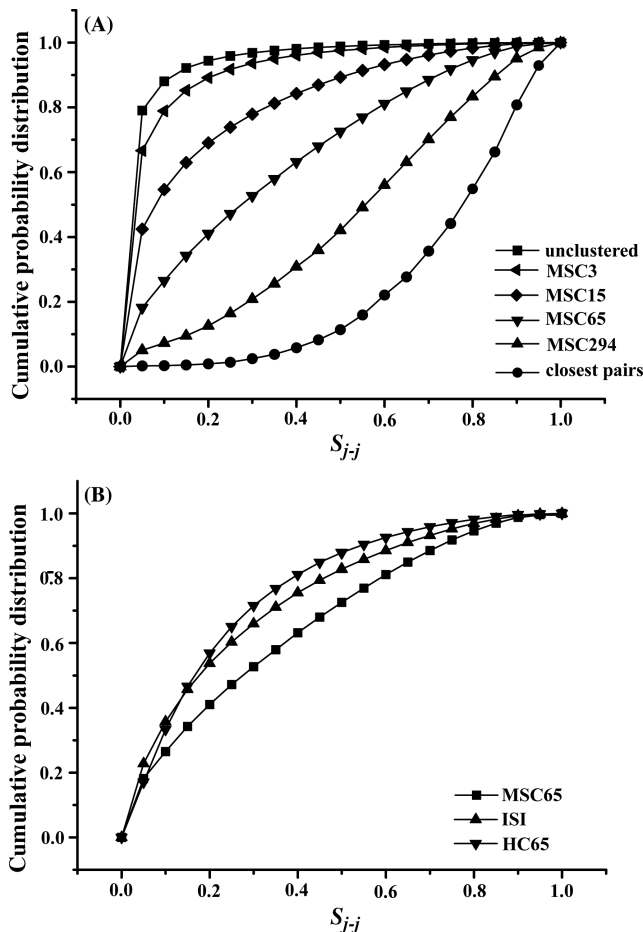 (A)
Cumulative probability distribution
1.0
0.8
0.6
0.4
0.2
0.0
unclustered
MSC3
MSC15
MSC65
MSC294
closest pairs
0.0 0.2 0.4 0.6 0.8 1.0
Sj-j
(B)
Cumulative probability distribution
1.0
0.8
0.6
0.4
0.2
0.0
MSC65
ISI
HC65
0.0 0.2 0.4 0.6 0.8 1.0
Sj-j